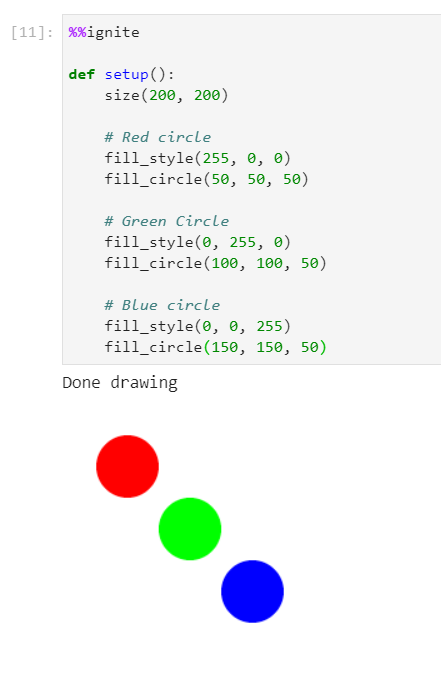 [11]: %%ignite
def setup():
    size(200, 200)
    # Red circle
    fill_style(255, 0, 0)
    fill_circle(50, 50, 50)
    # Green Circle
    fill_style(0, 255, 0)
    fill_circle(100, 100, 50)
    # Blue circle
    fill_style(0, 0, 255)
    fill_circle(150, 150, 50)
Done drawing